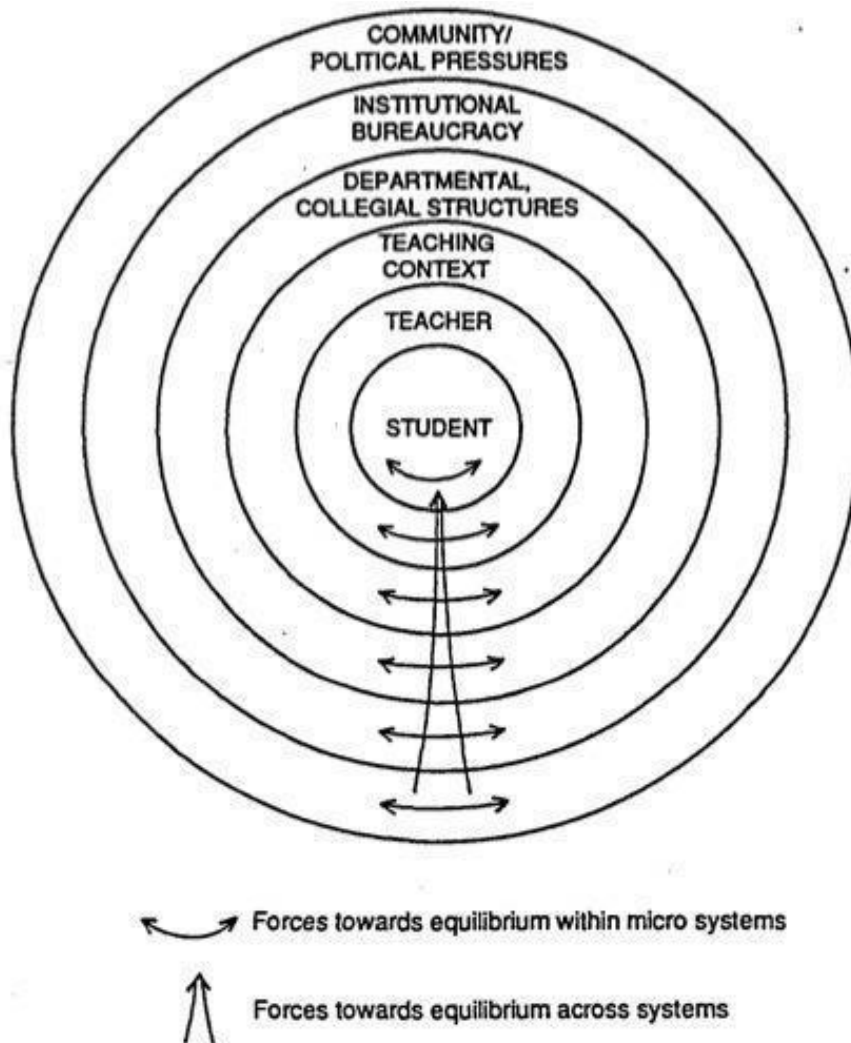 COMMUNITY/
POLITICAL PRESSURES
INSTITUTIONAL
BUREAUCRACY
DEPARTMENTAL,
COLLEGIAL STRUCTURES
TEACHING
CONTEXT
TEACHER
STUDENT
Forces towards equilibrium within micro systems
Forces towards equilibrium across systems